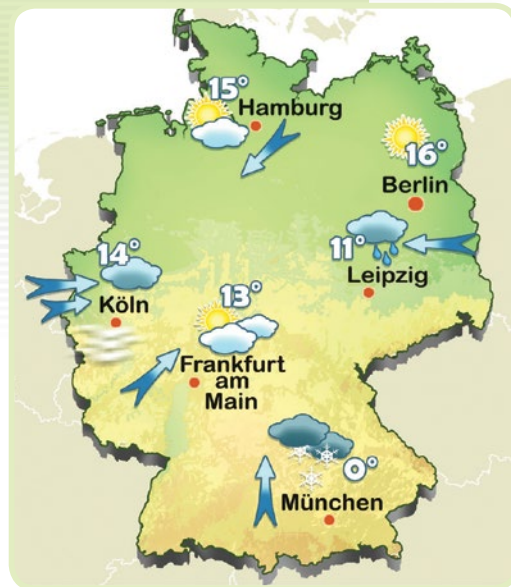 15°
Hamburg
16°
Berlin
14°
Köln
11°
Leipzig
13°
Frankfurt
am
Main
0°
München